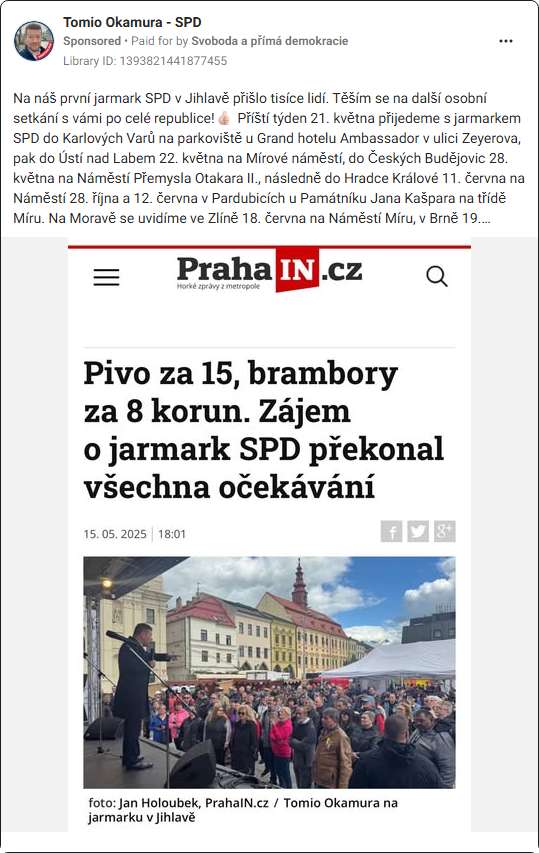 Tomio Okamura - SPD
Sponsored • Paid for by Svoboda a přímá demokracie
Library ID: 1393821441877455
Na náš první jarmark SPD v Jihlavě přišlo tisíce lidí. Těším se na další osobní
setkání s vámi po celé republice!👍🏻 Příští týden 21. května přijedeme s jarmarkem
SPD do Karlových Varů na parkoviště u Grand hotelu Ambassador v ulici Zeyerova,
pak do Ústí nad Labem 22. května na Mírové náměstí, do Českých Budějovic 28.
května na Náměstí Přemysla Otakara II., následně do Hradce Králové 11. června na
Náměstí 28. října a 12. června v Pardubicích u Památníku Jana Kašpara na třídě
Míru. Na Moravě se uvidíme ve Zlíně 18. června na Náměstí Míru, v Brně 19....
Praha IN .cz
Horké zprávy z metropole
Pivo za 15, brambory
za 8 korun. Zájem
o jarmark SPD překonal
všechna očekávání
15. 05. 2025 | 18:01
foto: Jan Holoubek, PrahaIN.cz / Tomio Okamura na
jarmarku v Jihlavě